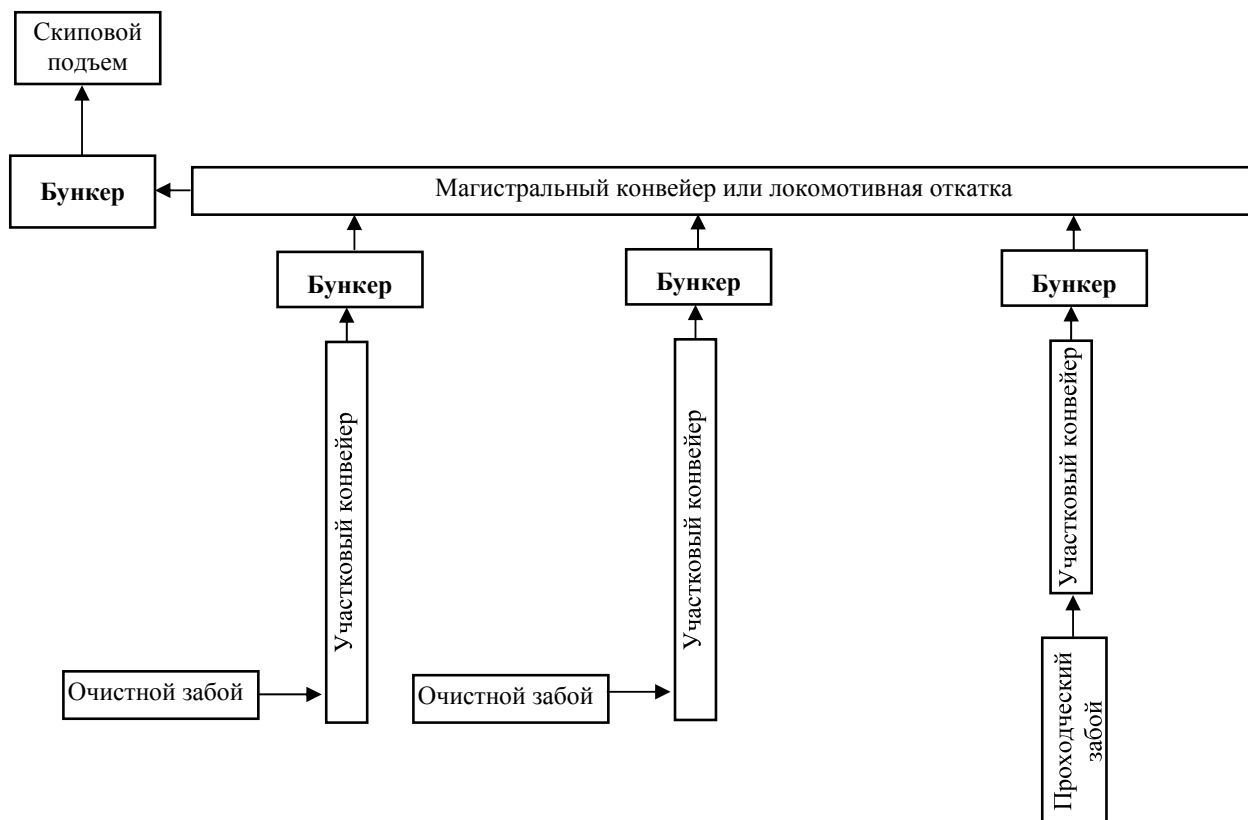 Скиповой
подъем
Бункер
Магистральный конвейер или локомотивная откатка
Бункер
Бункер
Бункер
Участковый конвейер
Участковый конвейер
Участковый конвейер
Очистной забой
Очистной забой
Проходческий
забой